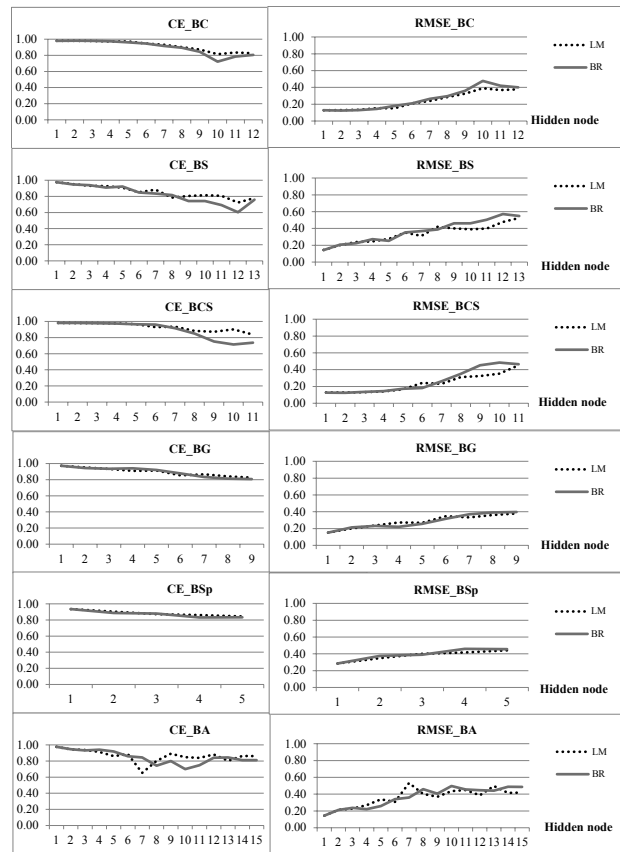 CE_BC
1.00
0.80
0.60
0.40
0.20
0.00
1 2 3 4 5 6 7 8 9 10 11 12
RMSE_BC
1.00
0.80
0.60
0.40
0.20
0.00
1 2 3 4 5 6 7 8 9 10 11 12
LM
BR
Hidden node
CE_BS
1.00
0.80
0.60
0.40
0.20
0.00
1 2 3 4 5 6 7 8 9 10 11 12 13
RMSE_BS
1.00
0.80
0.60
0.40
0.20
0.00
1 2 3 4 5 6 7 8 9 10 11 12 13
LM
BR
Hidden node
CE_BCS
1.00
0.80
0.60
0.40
0.20
0.00
1 2 3 4 5 6 7 8 9 10 11
RMSE_BCS
1.00
0.80
0.60
0.40
0.20
0.00
1 2 3 4 5 6 7 8 9 10 11
LM
BR
Hidden node
CE_BG
1.00
0.80
0.60
0.40
0.20
0.00
1 2 3 4 5 6 7 8 9
RMSE_BG
1.00
0.80
0.60
0.40
0.20
0.00
1 2 3 4 5 6 7 8 9
LM
BR
Hidden node
CE_BSp
1.00
0.80
0.60
0.40
0.20
0.00
1 2 3 4 5
RMSE_BSp
1.00
0.80
0.60
0.40
0.20
0.00
1 2 3 4 5
LM
BR
Hidden node
CE_BA
1.00
0.80
0.60
0.40
0.20
0.00
1 2 3 4 5 6 7 8 9 10 11 12 13 14 15
RMSE_BA
1.00
0.80
0.60
0.40
0.20
0.00
1 2 3 4 5 6 7 8 9 10 11 12 13 14 15
LM
BR
Hidden node